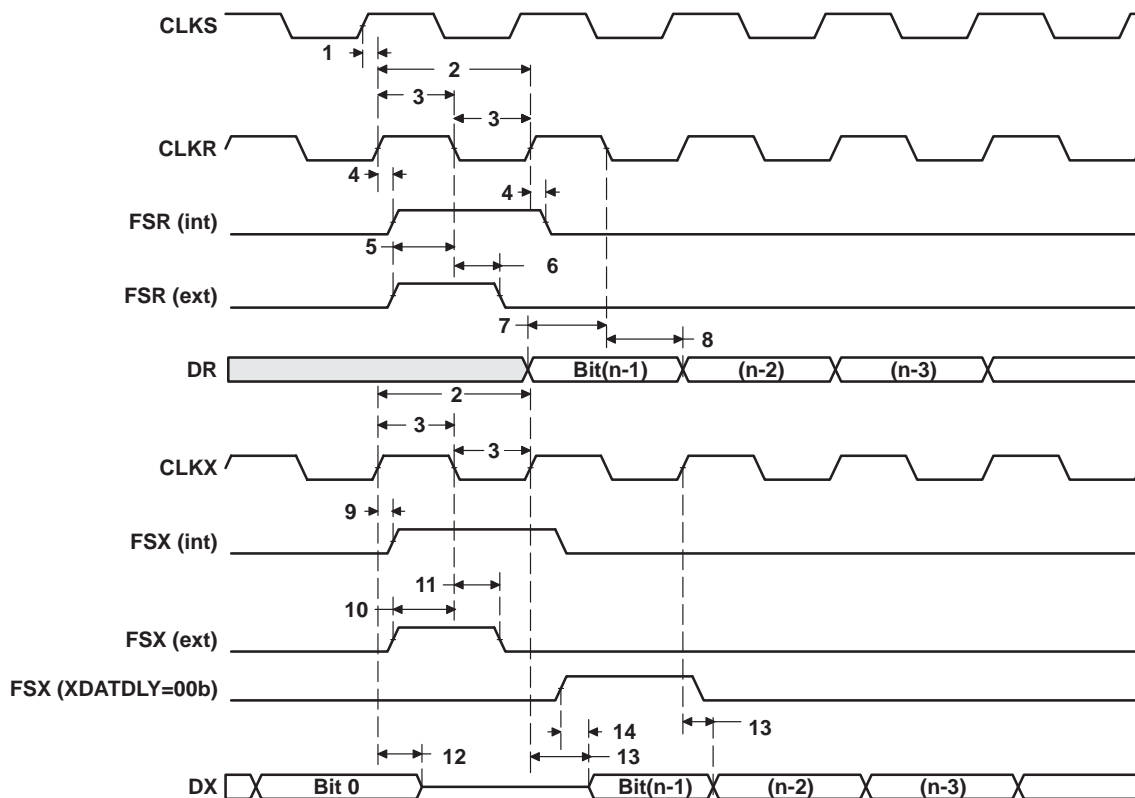 CLKS
1
2
3
3
CLKR
4
4
FSR (int)
5
6
FSR (ext)
7
8
DR
Bit(n-1) (n-2) (n-3)
2
3
3
CLKX
9
FSX (int)
11
10
FSX (ext)
FSX (XDATDLY=00b)
14
13
12
13
DX
Bit 0 Bit(n-1) (n-2) (n-3)